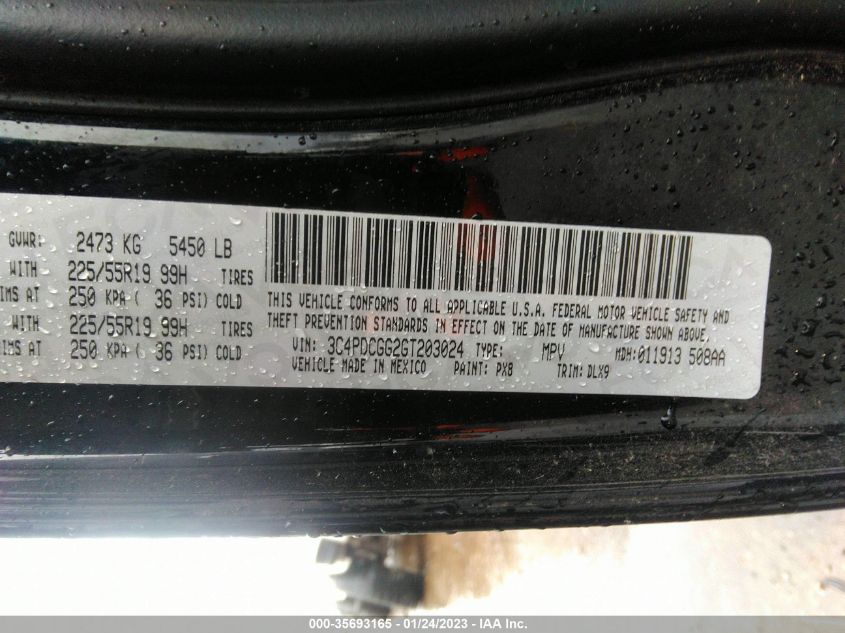 GVWR: 2473 KG 5450 LB
WITH 225/55R19 99H TIRES
IMS AT 250 KPA ( 36 PSI) COLD
WITH 225/55R19 99H TIRES
IMS AT 250 KPA ( 36 PSI) COLD
THIS VEHICLE CONFORMS TO ALL APPLICABLE U.S.A. FEDERAL MOTOR VEHICLE SAFETY AND
THEFT PREVENTION STANDARDS IN EFFECT ON THE DATE OF MANUFACTURE SHOWN ABOVE.
VIN: 3C4PDCGG2GT203024 TYPE: MPV MDH:011913 508AA
VEHICLE MADE IN MEXICO PAINT: PX8 TRIM: DLX9
000-35693165 - 01/24/2023 - IAA Inc.